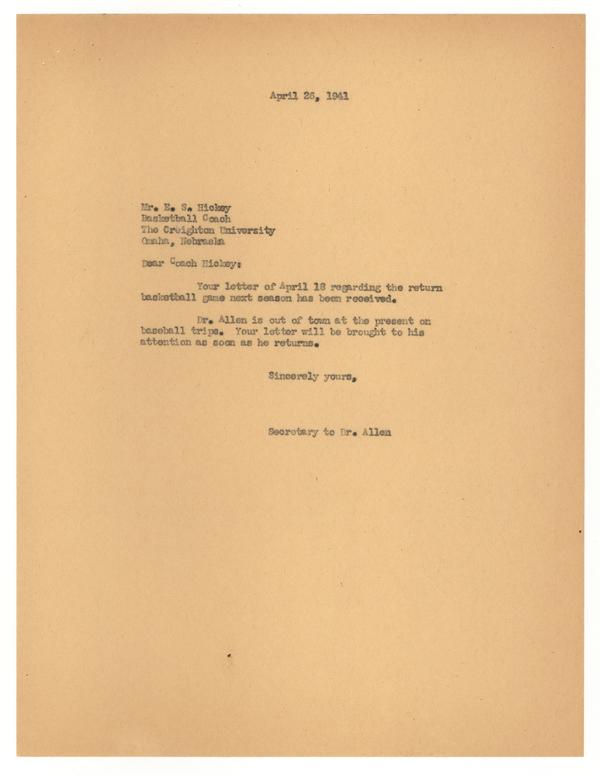 April 26, 1941
Mr. E. S. Hickey
Basketball Coach
The Creighton University
Omaha, Nebraska
Dear Coach Hickey:
Your letter of April 18 regarding the return
basketball game next season has been received.
Dr. Allen is out of town at the present on
baseball trips. Your letter will be brought to his
attention as soon as he returns.
Sincerely yours,
Secretary to Dr. Allen